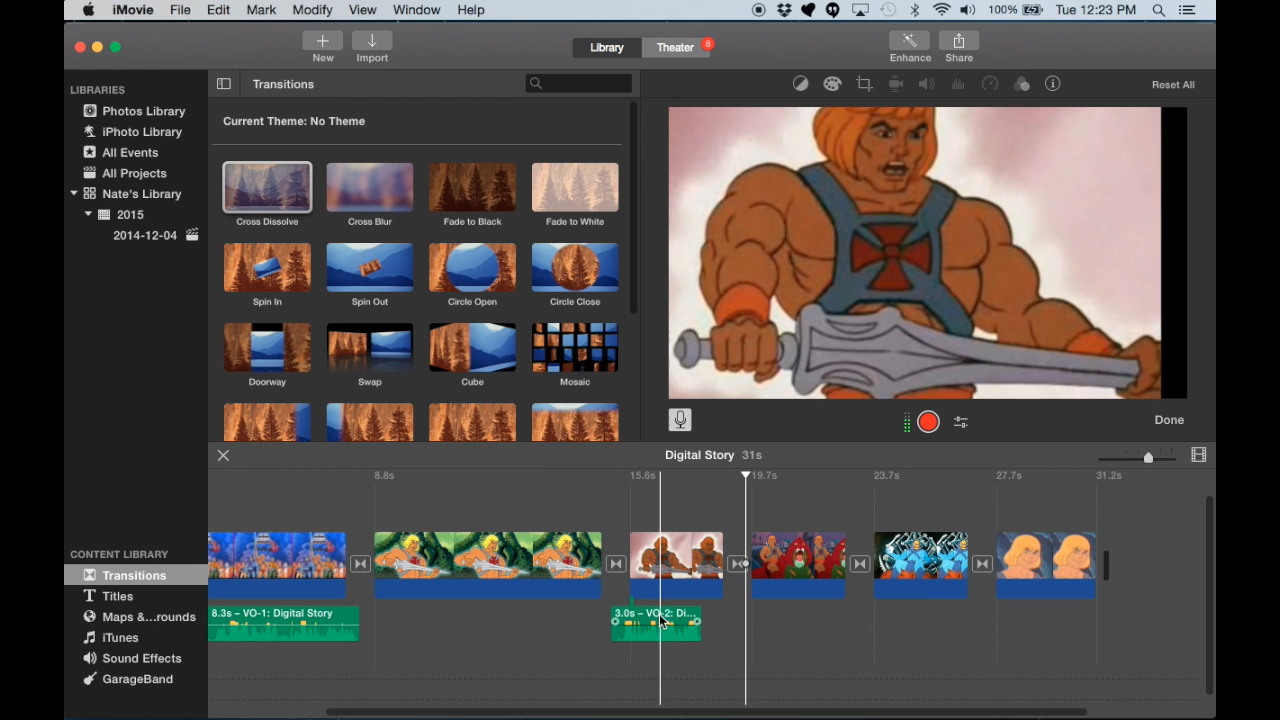 iMovie File Edit Mark Modify View Window Help 100% Tue 12:23 PM
New Import Library Theater 8 Enhance Share
LIBRARIES
Photos Library
iPhoto Library
All Events
All Projects
Nate's Library
2015
2014-12-04
Transitions
Reset All
Current Theme: No Theme
Cross Dissolve Cross Blur Fade to Black Fade to White
Spin In Spin Out Circle Open Circle Close
Doorway Swap Cube Mosaic
Done
Digital Story 31s
8.8s 15.6s 19.7s 23.7s 27.7s 31.2s
8.3s – VO-1: Digital Story
3.0s – VO-2: Di...
CONTENT LIBRARY
Transitions
T Titles
Maps &...rounds
iTunes
Sound Effects
GarageBand